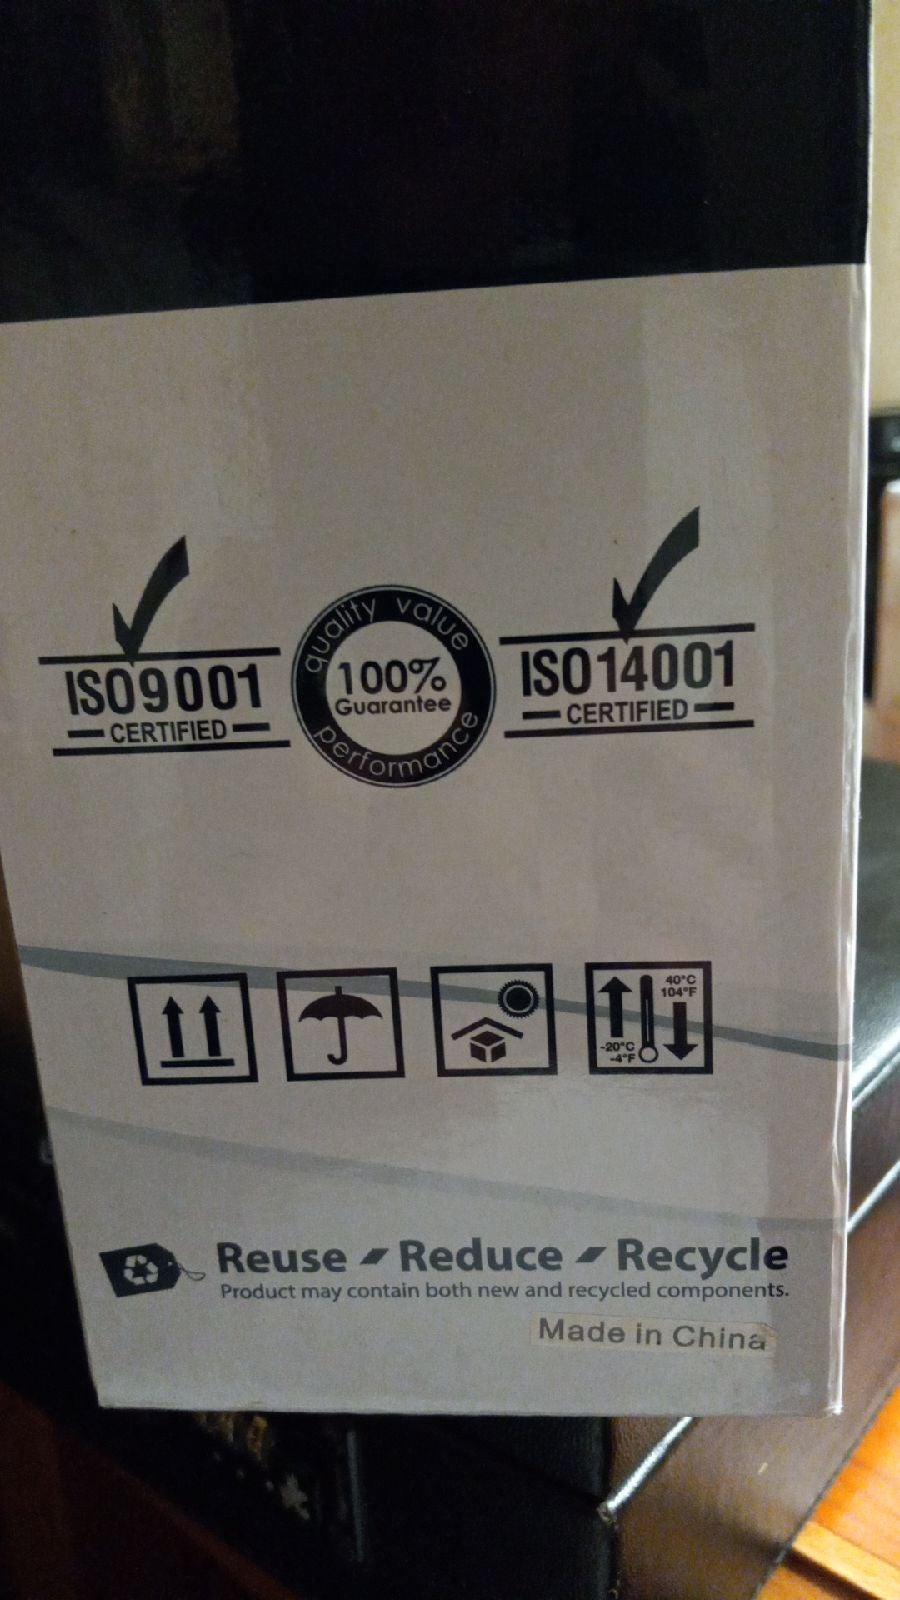 ISO9001
CERTIFIED
quality value
100%
Guarantee
performance
ISO14001
CERTIFIED
40°C
104°F
-20°C
-4°F
Reuse Reduce Recycle
Product may contain both new and recycled components.
Made in China